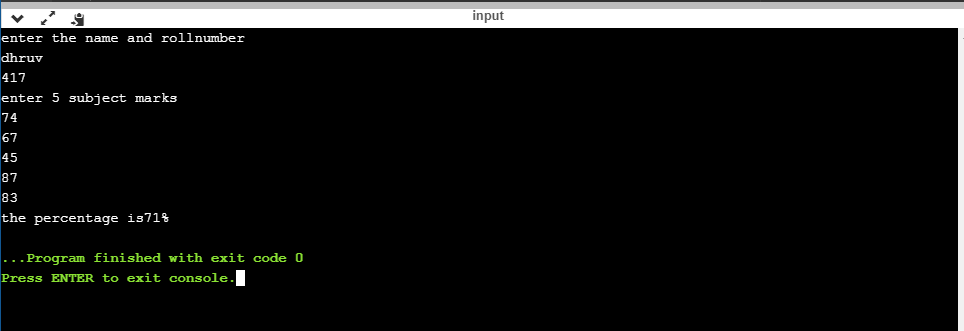 input
enter the name and rollnumber
dhruv
417
enter 5 subject marks
74
67
45
87
83
the percentage is71%
...Program finished with exit code 0
Press ENTER to exit console.